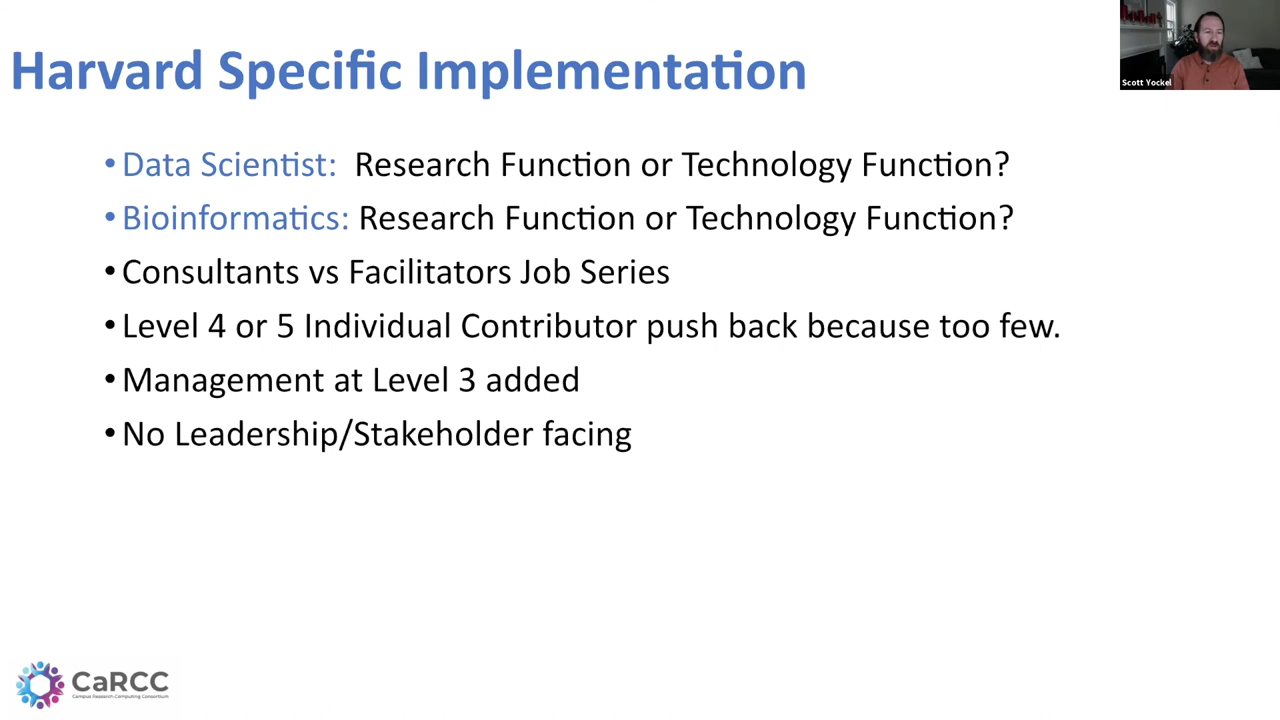 Harvard Specific Implementation
Scott Yockel
• Data Scientist: Research Function or Technology Function?
• Bioinformatics: Research Function or Technology Function?
• Consultants vs Facilitators Job Series
• Level 4 or 5 Individual Contributor push back because too few.
• Management at Level 3 added
• No Leadership/Stakeholder facing
CaRCC
Campus Research Computing Consortium